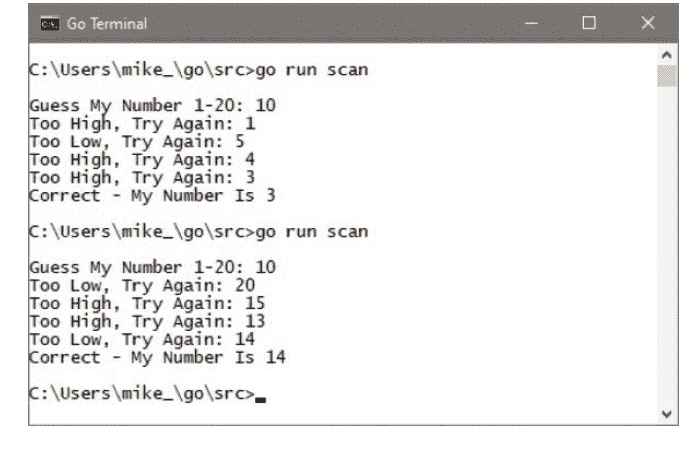 Go Terminal
C:\Users\mike_\go\src>go run scan
Guess My Number 1-20: 10
Too High, Try Again: 1
Too Low, Try Again: 5
Too High, Try Again: 4
Too High, Try Again: 3
Correct - My Number Is 3
C:\Users\mike_\go\src>go run scan
Guess My Number 1-20: 10
Too Low, Try Again: 20
Too High, Try Again: 15
Too High, Try Again: 13
Too Low, Try Again: 14
Correct - My Number Is 14
C:\Users\mike_\go\src>